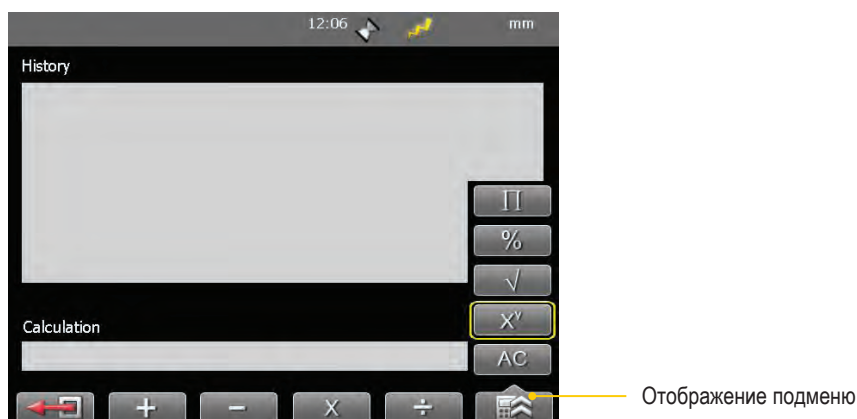 12:06 mm
History
∏
%
√
Xʸ
Calculation
AC
+ − X ÷
Отображение подменю